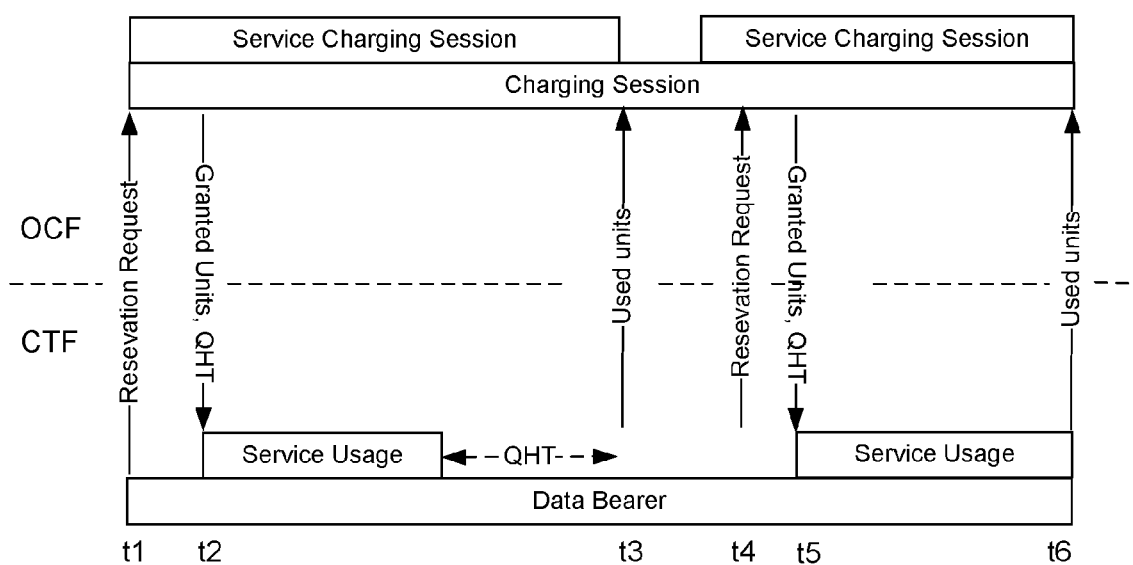 Service Charging Session
Service Charging Session
Charging Session
OCF
CTF
Resevation Request
Granted Units, QHT
Used units
Resevation Request
Granted Units, QHT
Used units
Service Usage
QHT
Service Usage
Data Bearer
t1
t2
t3
t4
t5
t6